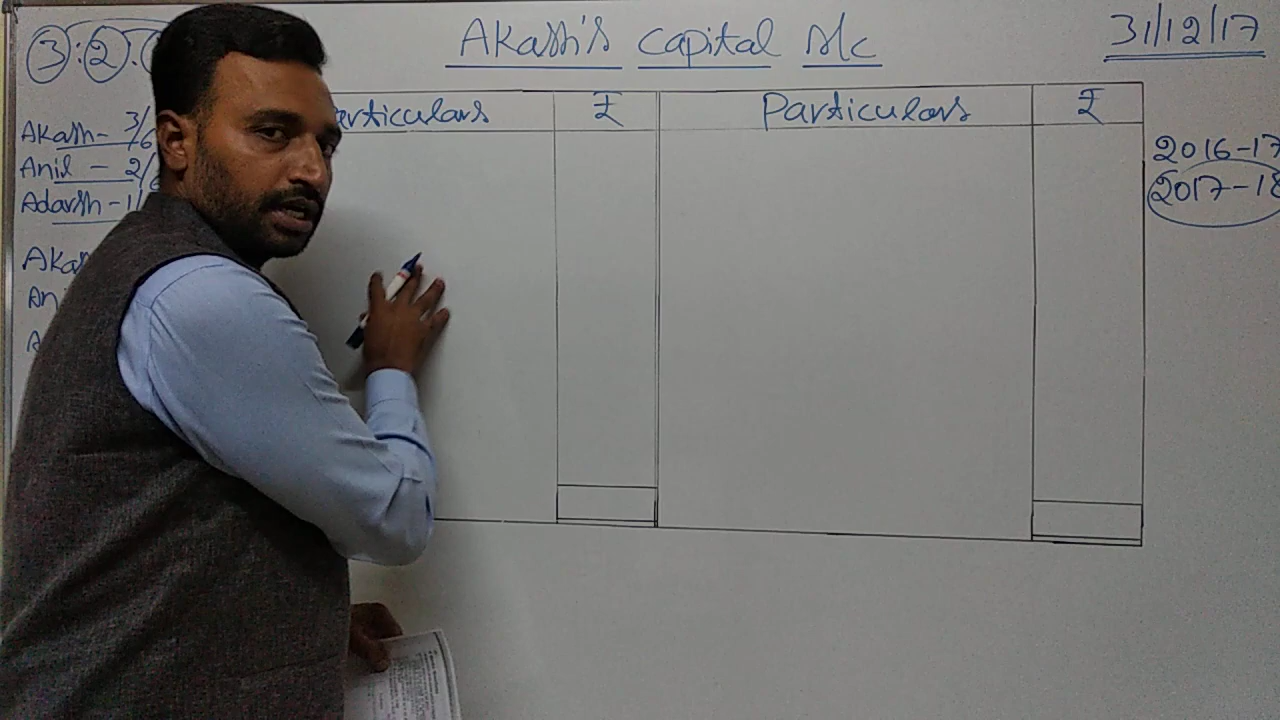 Akash's Capital A/c
31/12/17
3:2:
Particulars ₹ Particulars ₹
Akash - 3/6
Anil - 2/6
Adarsh - 1/
2016-17
2017-18